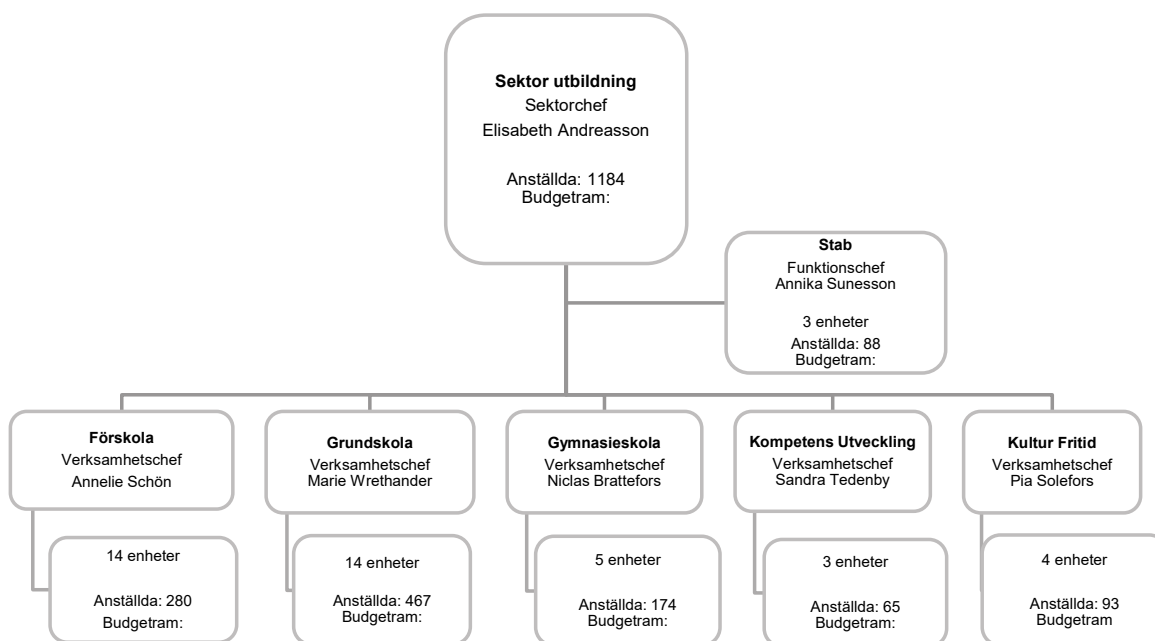 Sektor utbildning
Sektorchef
Elisabeth Andreasson
Anställda: 1184
Budgetram:
Stab
Funktionschef
Annika Sunesson
3 enheter
Anställda: 88
Budgetram:
Förskola
Verksamhetschef
Annelie Schön
14 enheter
Anställda: 280
Budgetram:
Grundskola
Verksamhetschef
Marie Wrethander
14 enheter
Anställda: 467
Budgetram:
Gymnasieskola
Verksamhetschef
Niclas Brattefors
5 enheter
Anställda: 174
Budgetram:
Kompetens Utveckling
Verksamhetschef
Sandra Tedenby
3 enheter
Anställda: 65
Budgetram:
Kultur Fritid
Verksamhetschef
Pia Solefors
4 enheter
Anställda: 93
Budgetram